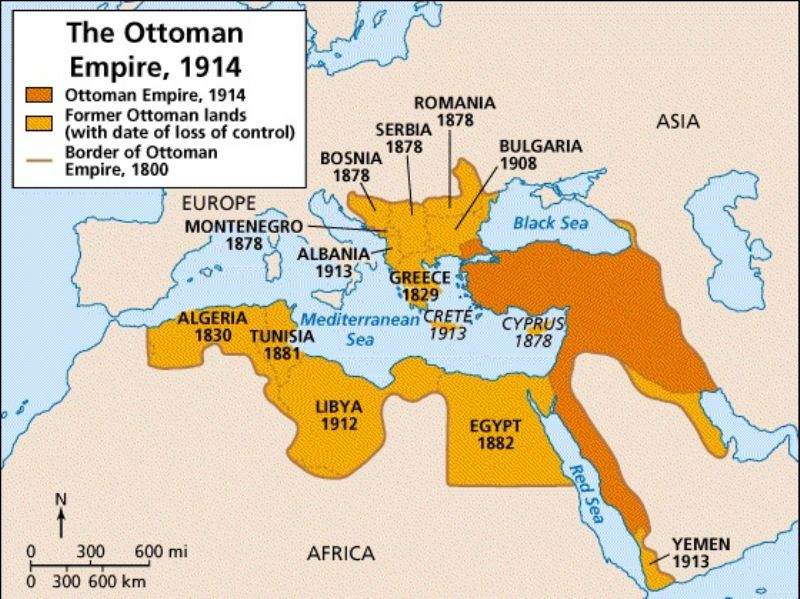 The Ottoman
Empire, 1914
Ottoman Empire, 1914
Former Ottoman lands
(with date of loss of control)
Border of Ottoman
Empire, 1800
ROMANIA
1878
SERBIA
1878
BOSNIA
1878
BULGARIA
1908
ASIA
EUROPE
MONTENEGRO
1878
Black Sea
ALBANIA
1913
GREECE
1829
ALGERIA
1830
TUNISIA
1881
Mediterranean
Sea
CRETE
1913
CYPRUS
1878
LIBYA
1912
EGYPT
1882
Red Sea
N
0 300 600 mi
0 300 600 km
AFRICA
YEMEN
1913